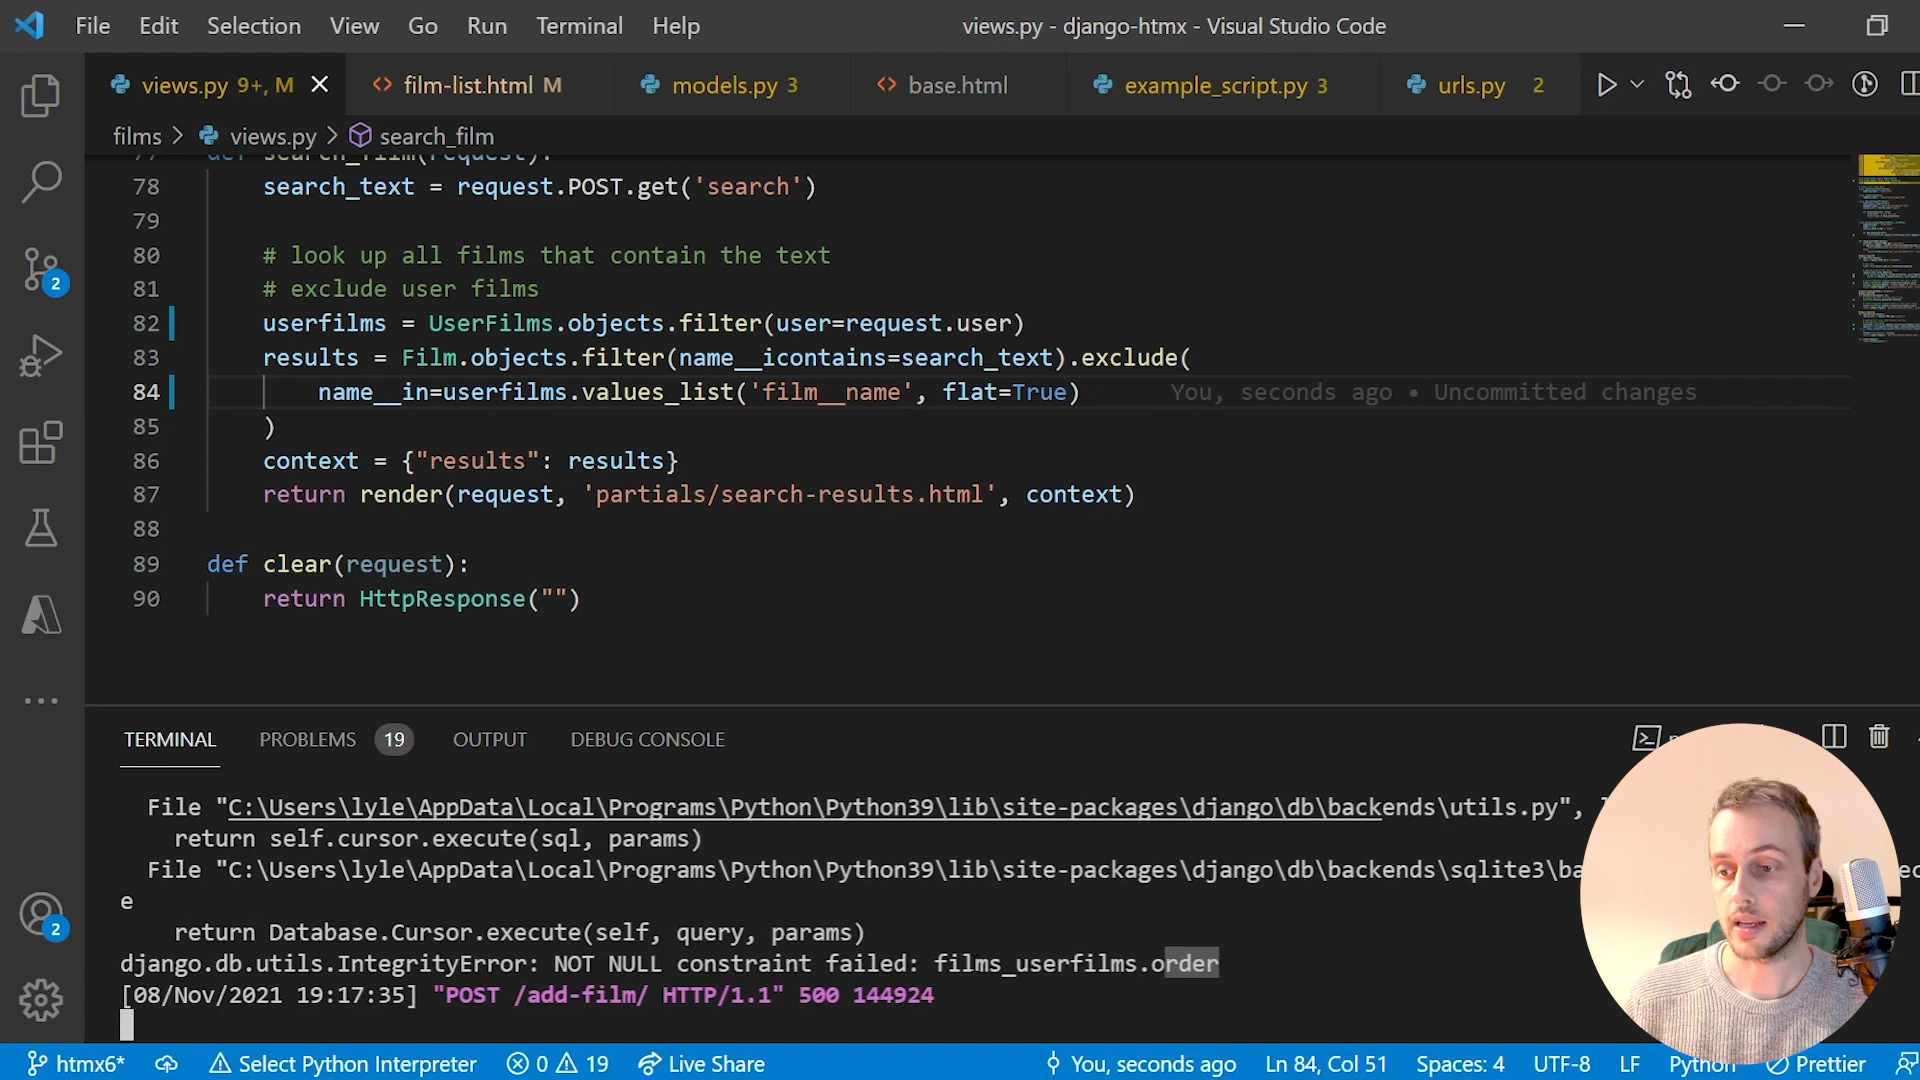 File Edit Selection View Go Run Terminal Help views.py - django-htmx - Visual Studio Code
views.py 9+, M film-list.html M models.py 3 base.html example_script.py 3 urls.py 2
films > views.py > search_film
77 def search_film(request):
78 search_text = request.POST.get('search')
79
80 # look up all films that contain the text
81 # exclude user films
82 userfilms = UserFilms.objects.filter(user=request.user)
83 results = Film.objects.filter(name__icontains=search_text).exclude(
84 name__in=userfilms.values_list('film__name', flat=True) You, seconds ago • Uncommitted changes
85 )
86 context = {"results": results}
87 return render(request, 'partials/search-results.html', context)
88
89 def clear(request):
90 return HttpResponse("")
2
TERMINAL PROBLEMS 19 OUTPUT DEBUG CONSOLE
File "C:\Users\lyle\AppData\Local\Programs\Python\Python39\lib\site-packages\django\db\backends\utils.py",
return self.cursor.execute(sql, params)
File "C:\Users\lyle\AppData\Local\Programs\Python\Python39\lib\site-packages\django\db\backends\sqlite3\ba
e
return Database.Cursor.execute(self, query, params)
django.db.utils.IntegrityError: NOT NULL constraint failed: films_userfilms.order
[08/Nov/2021 19:17:35] "POST /add-film/ HTTP/1.1" 500 144924
2
htmx6* Select Python Interpreter 0 19 Live Share You, seconds ago Ln 84, Col 51 Spaces: 4 UTF-8 LF Python Prettier